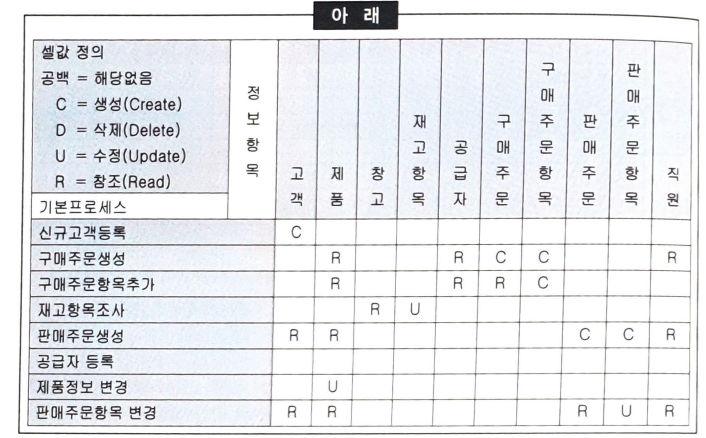 아 래
셀값 정의
공백 = 해당없음
C = 생성(Create)
D = 삭제(Delete)
U = 수정(Update)
R = 참조(Read)
기본프로세스
정보항목
고객
제품
창고
재고항목
공급자
구매주문
구매주문항목
판매주문
판매주문항목
직원
신규고객등록 C
구매주문생성 R R C C R
구매주문항목추가 R R R C
재고항목조사 R U
판매주문생성 R R C C R
공급자 등록
제품정보 변경 U
판매주문항목 변경 R R R U R